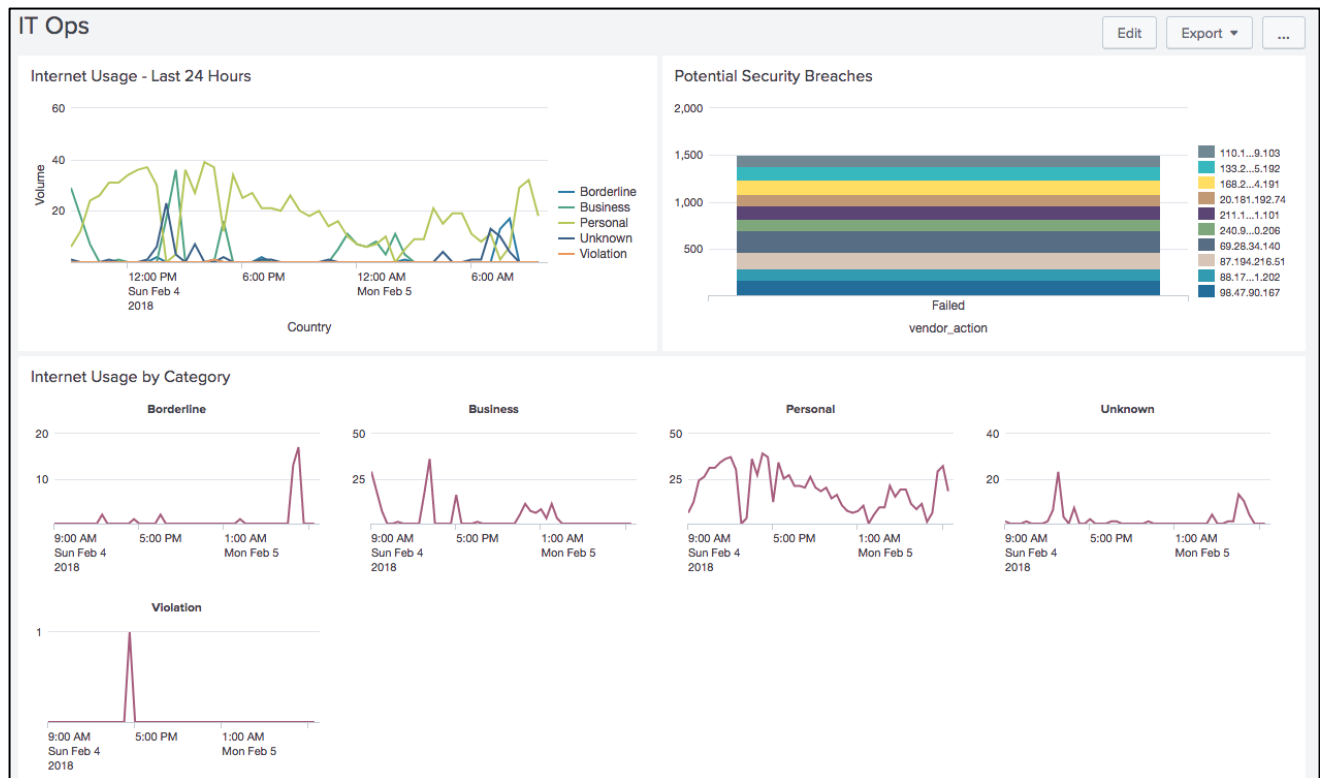 IT Ops
Edit
Export
...
Internet Usage - Last 24 Hours
60
40
20
Volume
12:00 PM
Sun Feb 4
2018
6:00 PM
12:00 AM
Mon Feb 5
6:00 AM
Country
Borderline
Business
Personal
Unknown
Violation
Potential Security Breaches
2,000
1,500
1,000
500
Failed
vendor_action
110.1...9.103
133.2...5.192
168.2...4.191
20.181.192.74
211.1...1.101
240.9...0.206
69.28.34.140
87.194.216.51
88.17...1.202
98.47.90.167
Internet Usage by Category
Borderline
20
10
9:00 AM
Sun Feb 4
2018
5:00 PM
1:00 AM
Mon Feb 5
Business
50
25
9:00 AM
Sun Feb 4
2018
5:00 PM
1:00 AM
Mon Feb 5
Personal
50
25
9:00 AM
Sun Feb 4
2018
5:00 PM
1:00 AM
Mon Feb 5
Unknown
40
20
9:00 AM
Sun Feb 4
2018
5:00 PM
1:00 AM
Mon Feb 5
Violation
1
9:00 AM
Sun Feb 4
2018
5:00 PM
1:00 AM
Mon Feb 5